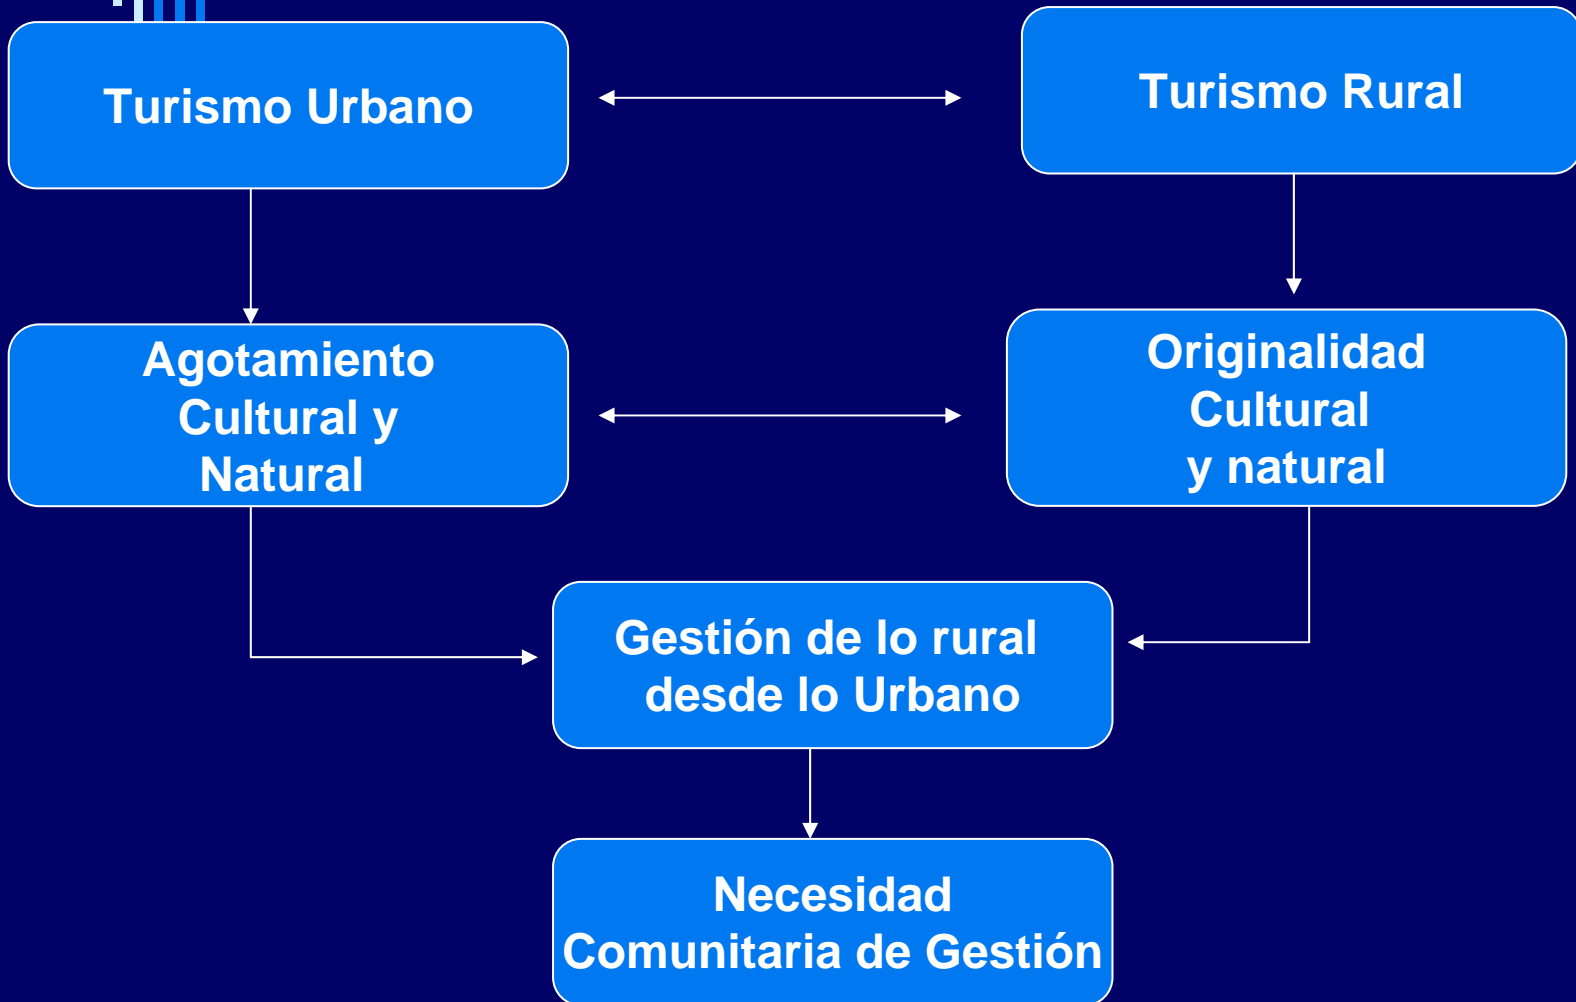 Turismo Urbano
Turismo Rural
Agotamiento
Cultural y
Natural
Originalidad
Cultural
y natural
Gestión de lo rural
desde lo Urbano
Necesidad
Comunitaria de Gestión